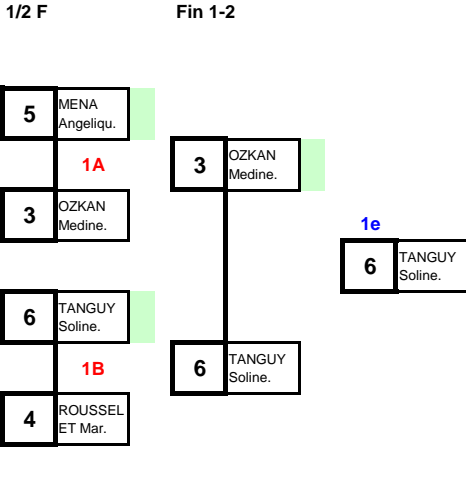 1/2 F
Fin 1-2
5
MENA
Angeliqu.
1A
3
OZKAN
Medine.
3
OZKAN
Medine.
1e
6
TANGUY
Soline.
6
TANGUY
Soline.
1B
6
TANGUY
Soline.
4
ROUSSEL
ET Mar.